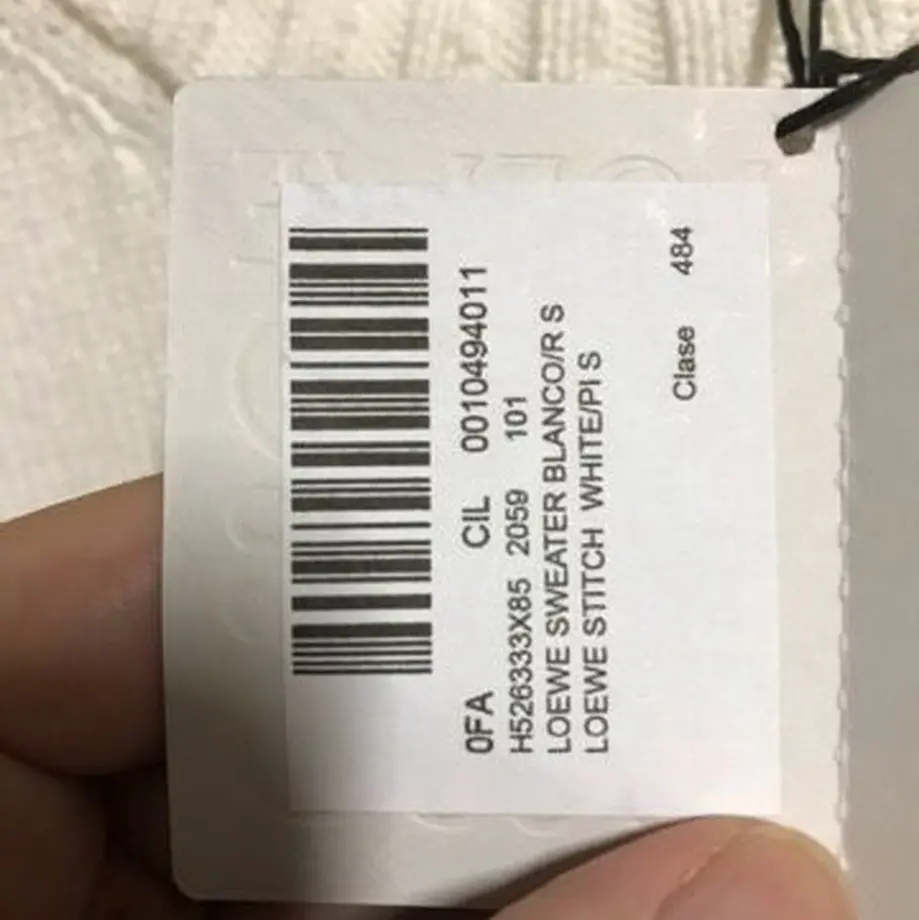 0FA CIL 0010494011
H526333X85 2059 101
LOEWE SWEATER BLANCO/R S
LOEWE STITCH WHITE/PI S
Clase 484